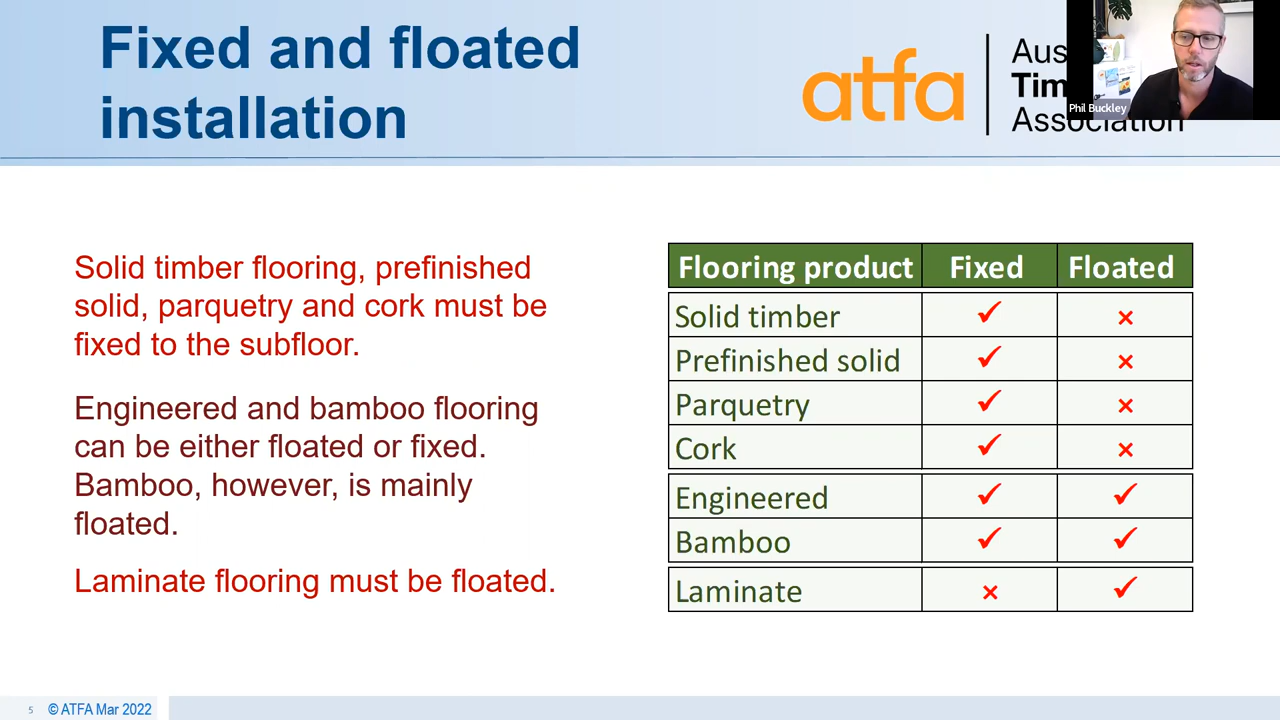 Fixed and floated
installation
atfa
Association
Phil Buckley
Solid timber flooring, prefinished
solid, parquetry and cork must be
fixed to the subfloor.
Engineered and bamboo flooring
can be either floated or fixed.
Bamboo, however, is mainly
floated.
Laminate flooring must be floated.
Flooring product Fixed Floated
Solid timber ✓ ×
Prefinished solid ✓ ×
Parquetry ✓ ×
Cork ✓ ×
Engineered ✓ ✓
Bamboo ✓ ✓
Laminate × ✓
5 © ATFA Mar 2022